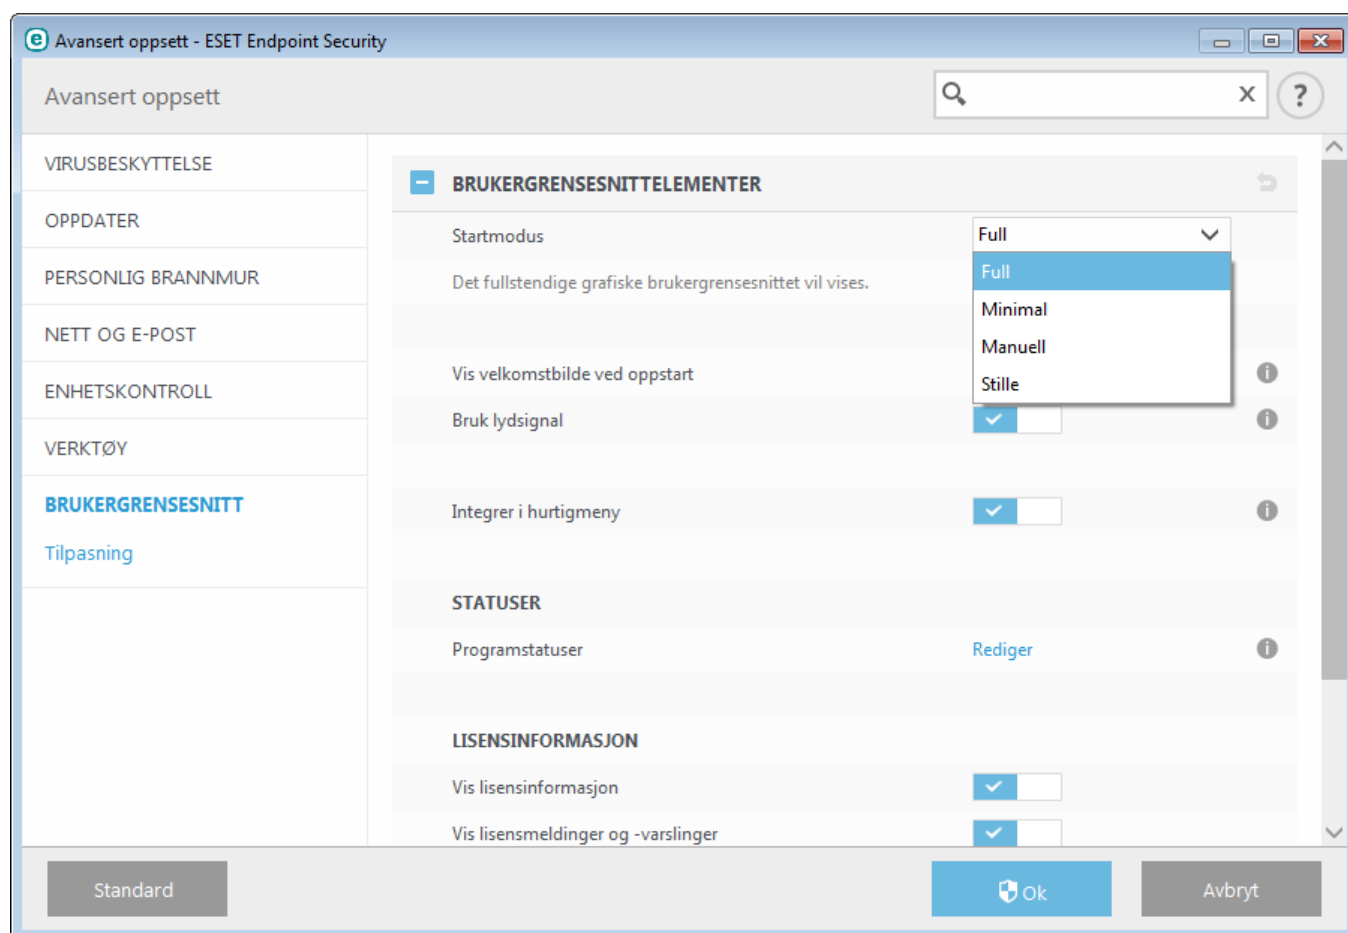 Avansert oppsett - ESET Endpoint Security
Avansert oppsett
VIRUSBESKYTTELSE
OPPDATER
PERSONLIG BRANNMUR
NETT OG E-POST
ENHETSKONTROLL
VERKTØY
BRUKERGRENSESNITT
Tilpasning
BRUKERGRENSESNITTELEMENTER
Startmodus
Full
Full
Minimal
Manuell
Stille
Det fullstendige grafiske brukergrensesnittet vil vises.
Vis velkomstbilde ved oppstart
Bruk lydsignal
Integrer i hurtigmeny
STATUSER
Programstatuser
Rediger
LISENSINFORMASJON
Vis lisensinformasjon
Vis lisensmeldinger og -varslinger
Standard
Ok
Avbryt